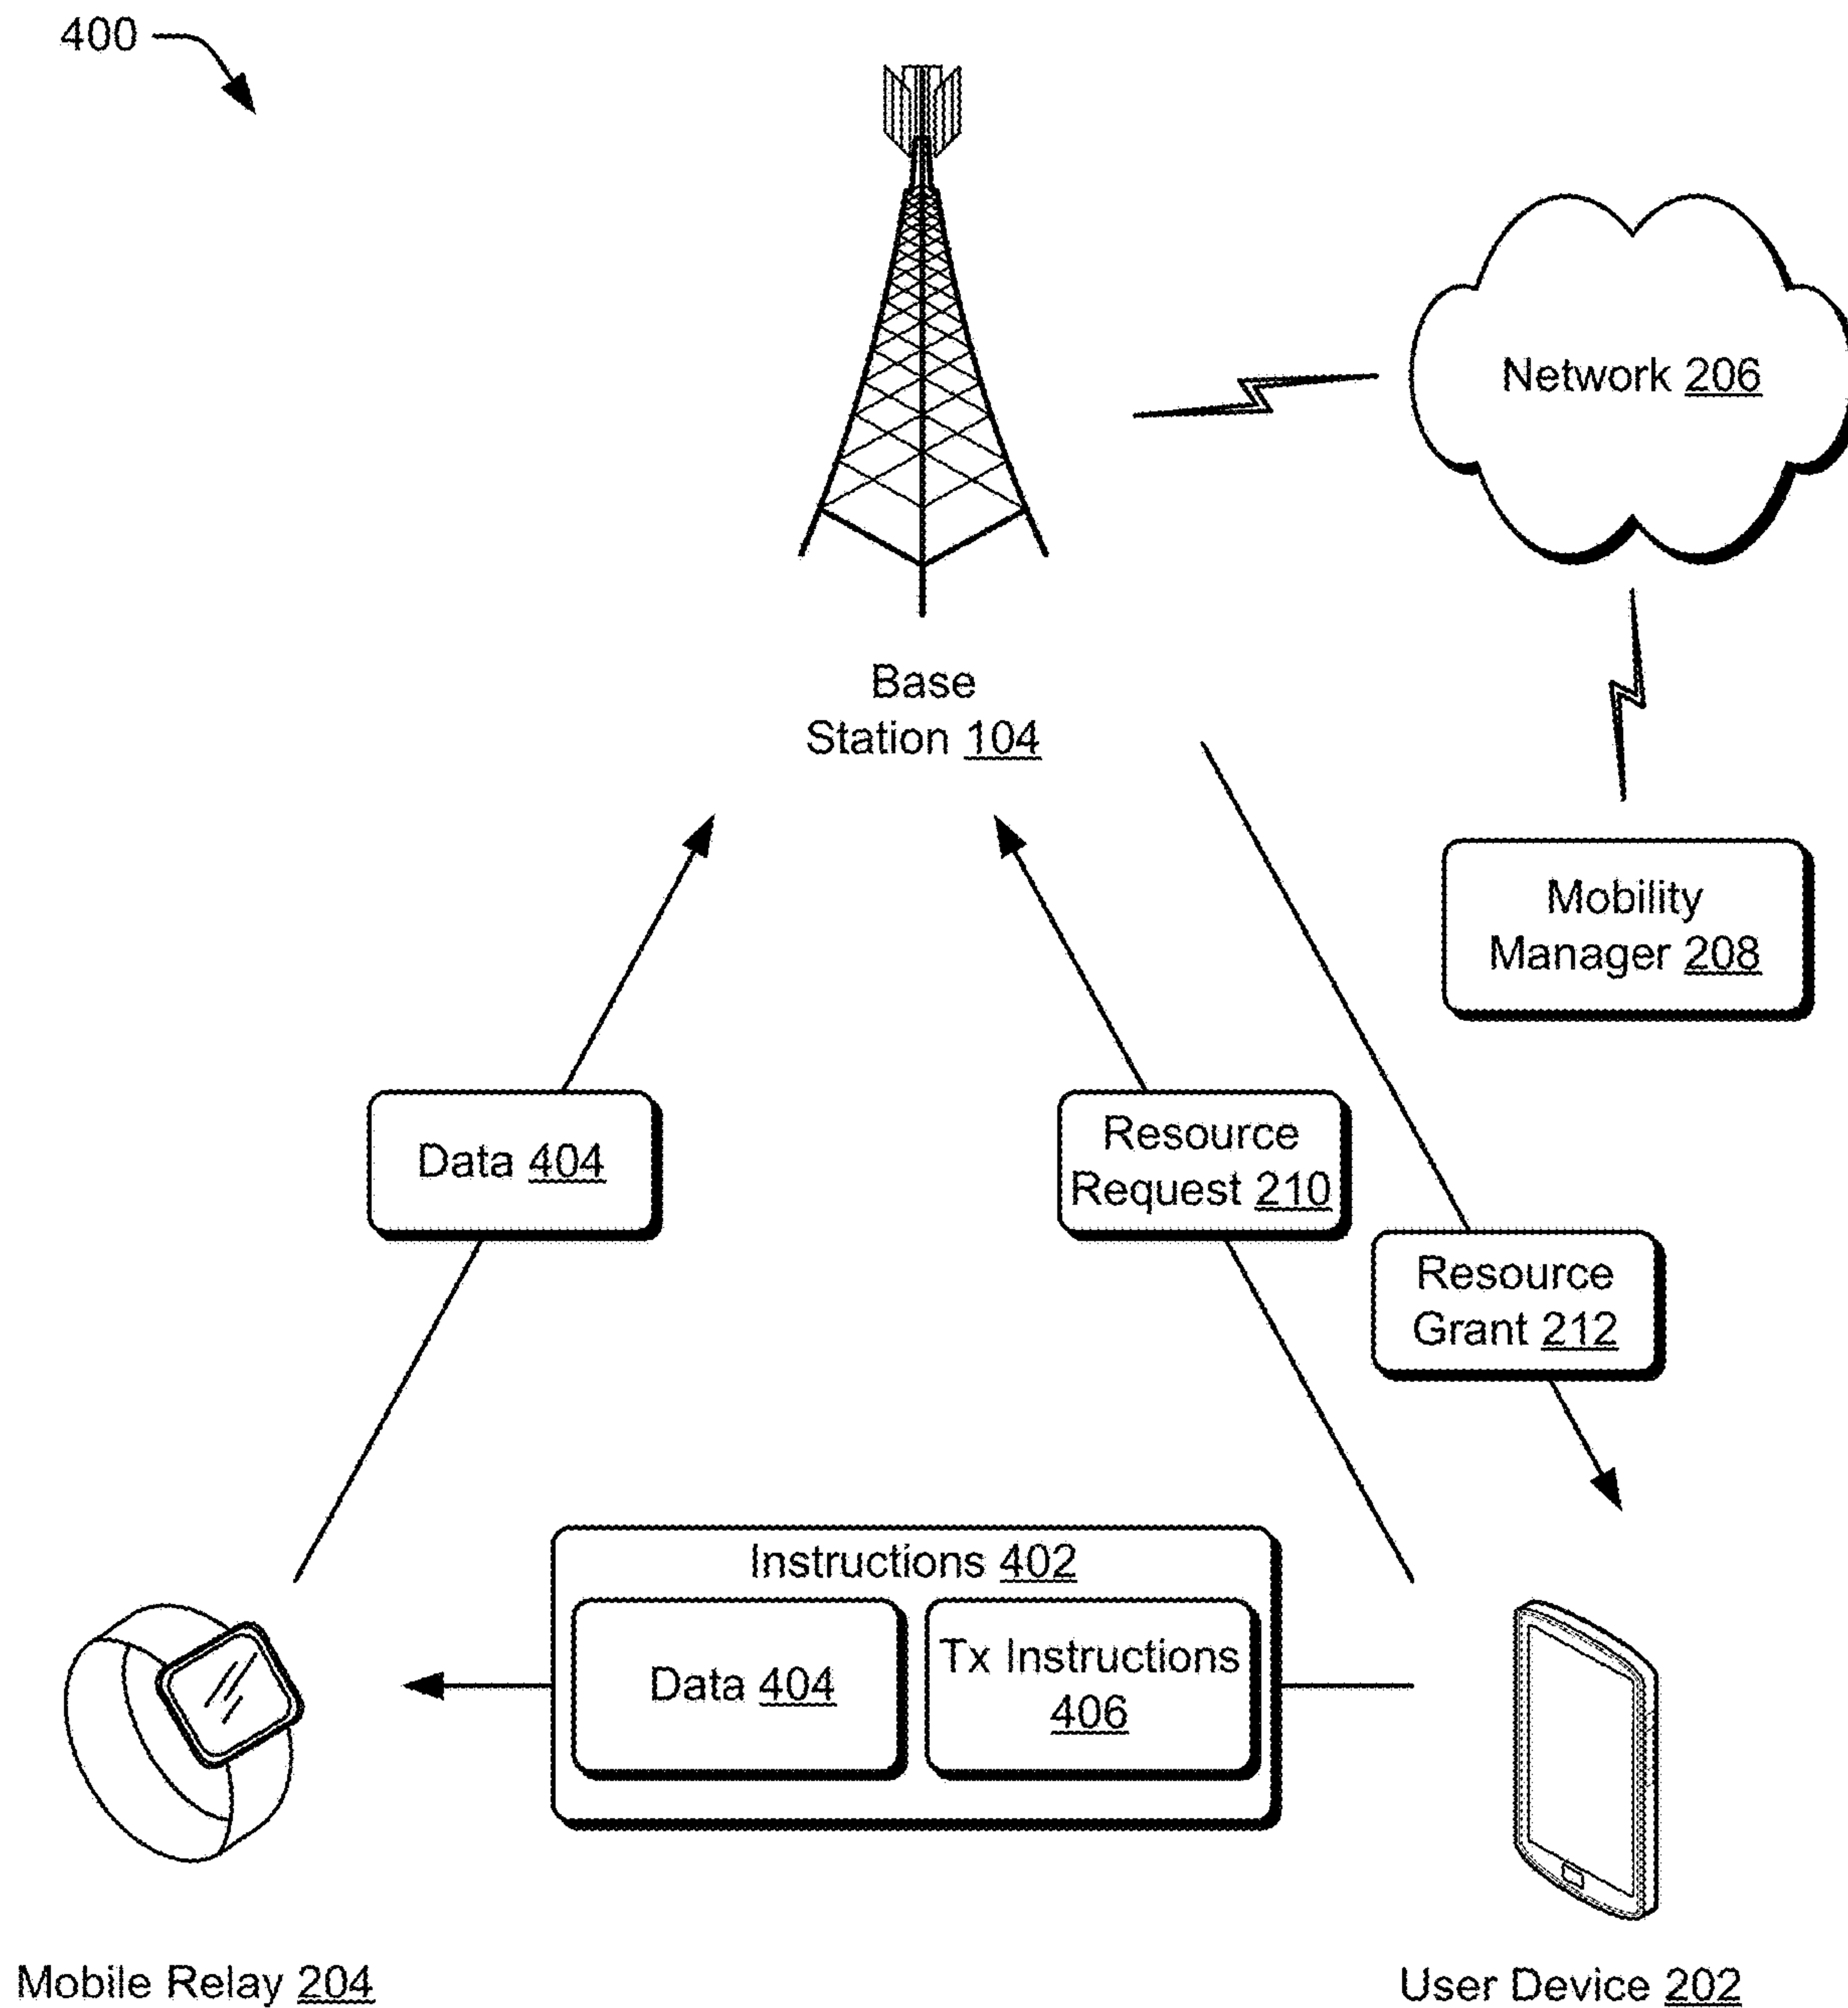 400
Network 206
Base
Station 104
Mobility
Manager 208
Data 404
Resource
Request 210
Resource
Grant 212
Instructions 402
Data 404
Tx Instructions
406
Mobile Relay 204
User Device 202